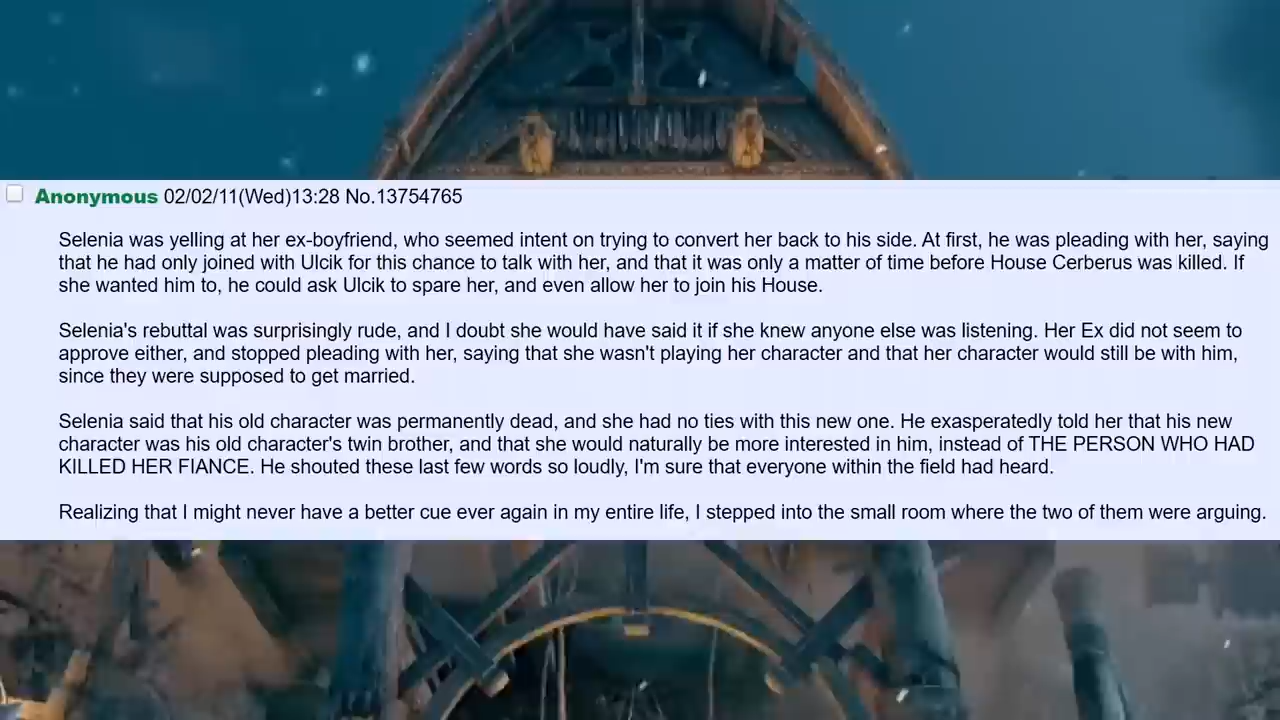 Anonymous 02/02/11(Wed)13:28 No.13754765
Selenia was yelling at her ex-boyfriend, who seemed intent on trying to convert her back to his side. At first, he was pleading with her, saying
that he had only joined with Ulcik for this chance to talk with her, and that it was only a matter of time before House Cerberus was killed. If
she wanted him to, he could ask Ulcik to spare her, and even allow her to join his House.
Selenia's rebuttal was surprisingly rude, and I doubt she would have said it if she knew anyone else was listening. Her Ex did not seem to
approve either, and stopped pleading with her, saying that she wasn't playing her character and that her character would still be with him,
since they were supposed to get married.
Selenia said that his old character was permanently dead, and she had no ties with this new one. He exasperatedly told her that his new
character was his old character's twin brother, and that she would naturally be more interested in him, instead of THE PERSON WHO HAD
KILLED HER FIANCE. He shouted these last few words so loudly, I'm sure that everyone within the field had heard.
Realizing that I might never have a better cue ever again in my entire life, I stepped into the small room where the two of them were arguing.